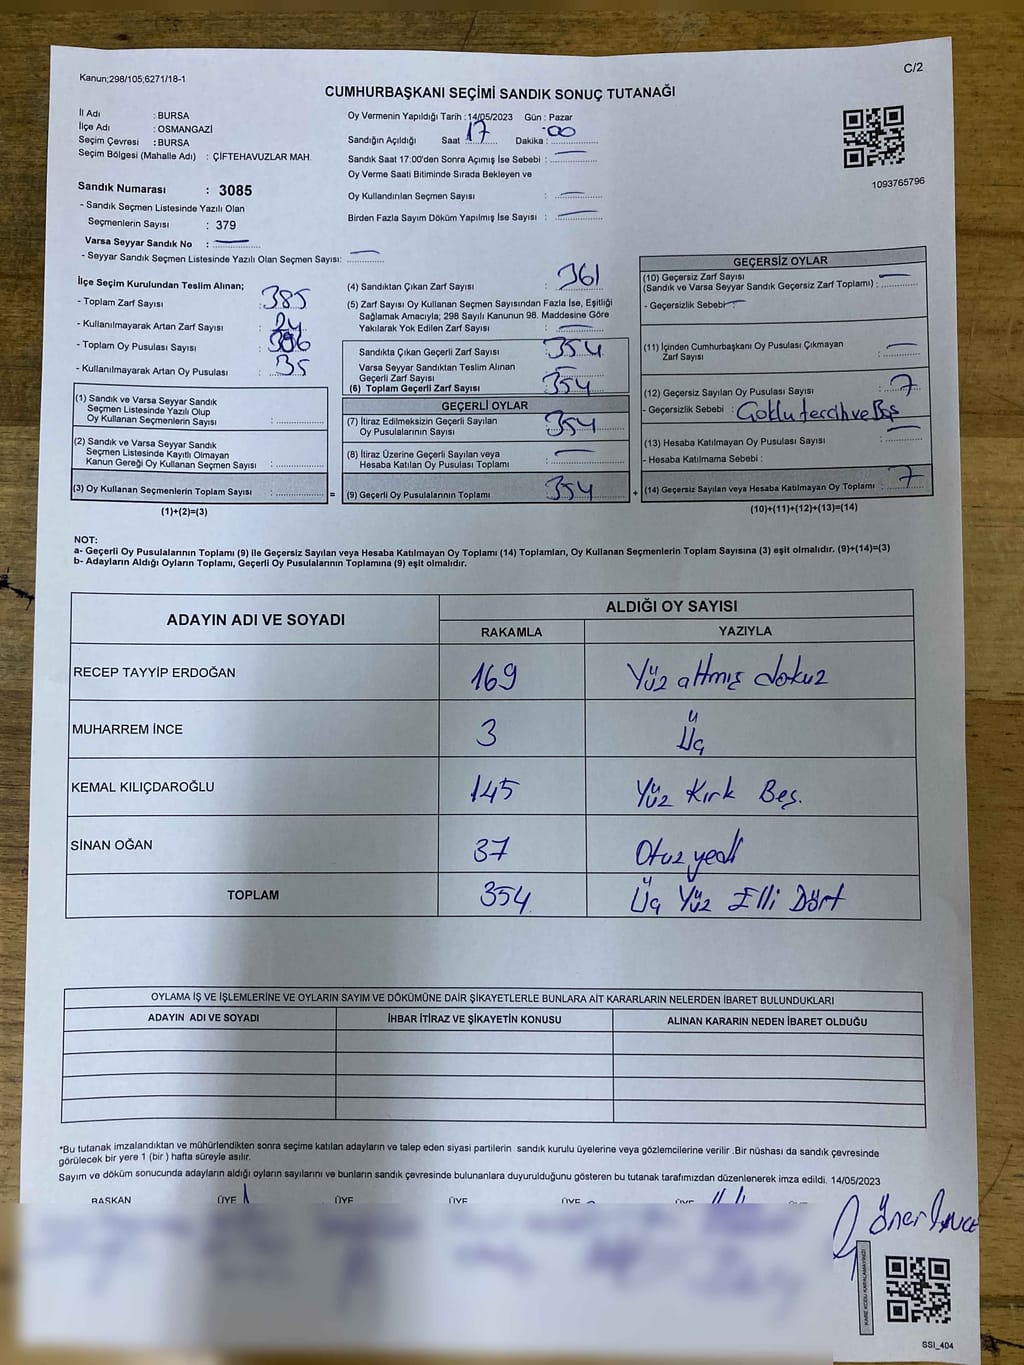 Kanun;298/105;6271/18-1
C/2
CUMHURBAŞKANI SEÇİMİ SANDIK SONUÇ TUTANAĞI
İl Adı : BURSA
İlçe Adı : OSMANGAZİ
Seçim Çevresi : BURSA
Seçim Bölgesi (Mahalle Adı) : ÇİFTEHAVUZLAR MAH.
Oy Vermenin Yapıldığı Tarih : 14/05/2023 Gün : Pazar
Sandığın Açıldığı Saat 17 Dakika : 00
Sandık Saat 17:00'den Sonra Açımış İse Sebebi :
Oy Verme Saati Bitiminde Sırada Bekleyen ve
Oy Kullandırılan Seçmen Sayısı :
Birden Fazla Sayım Döküm Yapılmış İse Sayısı :
1093765796
Sandık Numarası : 3085
- Sandık Seçmen Listesinde Yazılı Olan
Seçmenlerin Sayısı : 379
Varsa Seyyar Sandık No :
- Seyyar Sandık Seçmen Listesinde Yazılı Olan Seçmen Sayısı:
İlçe Seçim Kurulundan Teslim Alınan;
- Toplam Zarf Sayısı : 385
- Kullanılmayarak Artan Zarf Sayısı : 24
- Toplam Oy Pusulası Sayısı :
- Kullanılmayarak Artan Oy Pusulası : 35
(1) Sandık ve Varsa Seyyar Sandık
Seçmen Listesinde Yazılı Olup
Oy Kullanan Seçmen Sayısı :
(2) Sandık ve Varsa Seyyar Sandık
Seçmen Listesinde Kayıtlı Olmayan
Kanun Gereği Oy Kullanan Seçmen Sayısı :
(3) Oy Kullanan Seçmenlerin Toplam Sayısı :
(1)+(2)=(3)
(4) Sandıktan Çıkan Zarf Sayısı : 361
(5) Zarf Sayısı Oy Kullanan Seçmen Sayısından Fazla İse, Eşitliği
Sağlamak Amacıyla; 298 Sayılı Kanunun 98. Maddesine Göre
Yakılarak Yok Edilen Zarf Sayısı :
Sandıkta Çıkan Geçerli Zarf Sayısı : 354
Varsa Seyyar Sandıktan Teslim Alınan
Geçerli Zarf Sayısı :
(6) Toplam Geçerli Zarf Sayısı : 354
GEÇERLİ OYLAR
(7) İtiraz Edilmeksizin Geçerli Sayılan
Oy Pusulalarının Sayısı : 354
(8) İtiraz Üzerine Geçerli Sayılan veya
Hesaba Katılan Oy Pusulası Toplamı :
= (9) Geçerli Oy Pusulalarının Toplamı : 354
GEÇERSİZ OYLAR
(10) Geçersiz Zarf Sayısı
(Sandık ve Varsa Seyyar Sandık Geçersiz Zarf Toplamı) :
- Geçersizlik Sebebi :
(11) İçinden Cumhurbaşkanı Oy Pusulası Çıkmayan
Zarf Sayısı :
(12) Geçersiz Sayılan Oy Pusulası Sayısı : 7
- Geçersizlik Sebebi : Çoklu tercih ve Boş
(13) Hesaba Katılmayan Oy Pusulası Sayısı :
- Hesaba Katılmama Sebebi :
+ (14) Geçersiz Sayılan veya Hesaba Katılmayan Oy Toplamı : 7
(10)+(11)+(12)+(13)=(14)
NOT:
a- Geçerli Oy Pusulalarının Toplamı (9) ile Geçersiz Sayılan veya Hesaba Katılmayan Oy Toplamı (14) Toplamları, Oy Kullanan Seçmenlerin Toplam Sayısına (3) eşit olmalıdır. (9)+(14)=(3)
b- Adayların Aldığı Oyların Toplamı, Geçerli Oy Pusulalarının Toplamına (9) eşit olmalıdır.
ADAYIN ADI VE SOYADI ALDIĞI OY SAYISI
RAKAMLA YAZIYLA
RECEP TAYYİP ERDOĞAN 169 Yüz altmış dokuz
MUHARREM İNCE 3 Üç
KEMAL KILIÇDAROĞLU 145 Yüz Kırk Beş.
SİNAN OĞAN 37 Otuz yedi
TOPLAM 354 Üç Yüz Elli Dört
OYLAMA İŞ VE İŞLEMLERİNE VE OYLARIN SAYIM VE DÖKÜMÜNE DAİR ŞİKAYETLERLE BUNLARA AİT KARARLARIN NELERDEN İBARET BULUNDUKLARI
ADAYIN ADI VE SOYADI İHBAR İTİRAZ VE ŞİKAYETİN KONUSU ALINAN KARARIN NEDEN İBARET OLDUĞU
*Bu tutanak imzalandıktan ve mühürlendikten sonra seçime katılan adayların ve talep eden siyasi partilerin sandık kurulu üyelerine veya gözlemcilerine verilir .Bir nüshası da sandık çevresinde
görülecek bir yere 1 (bir ) hafta süreyle asılır.
Sayım ve döküm sonucunda adayların aldığı oyların sayılarını ve bunların sandık çevresinde bulunanlara duyurulduğunu gösteren bu tutanak tarafımızdan düzenlenerek imza edildi. 14/05/2023
BAŞKAN ÜYE ÜYE ÜYE ÜYE ÜYE
KARE KODU KARALAMAYINIZ!
SSI_404